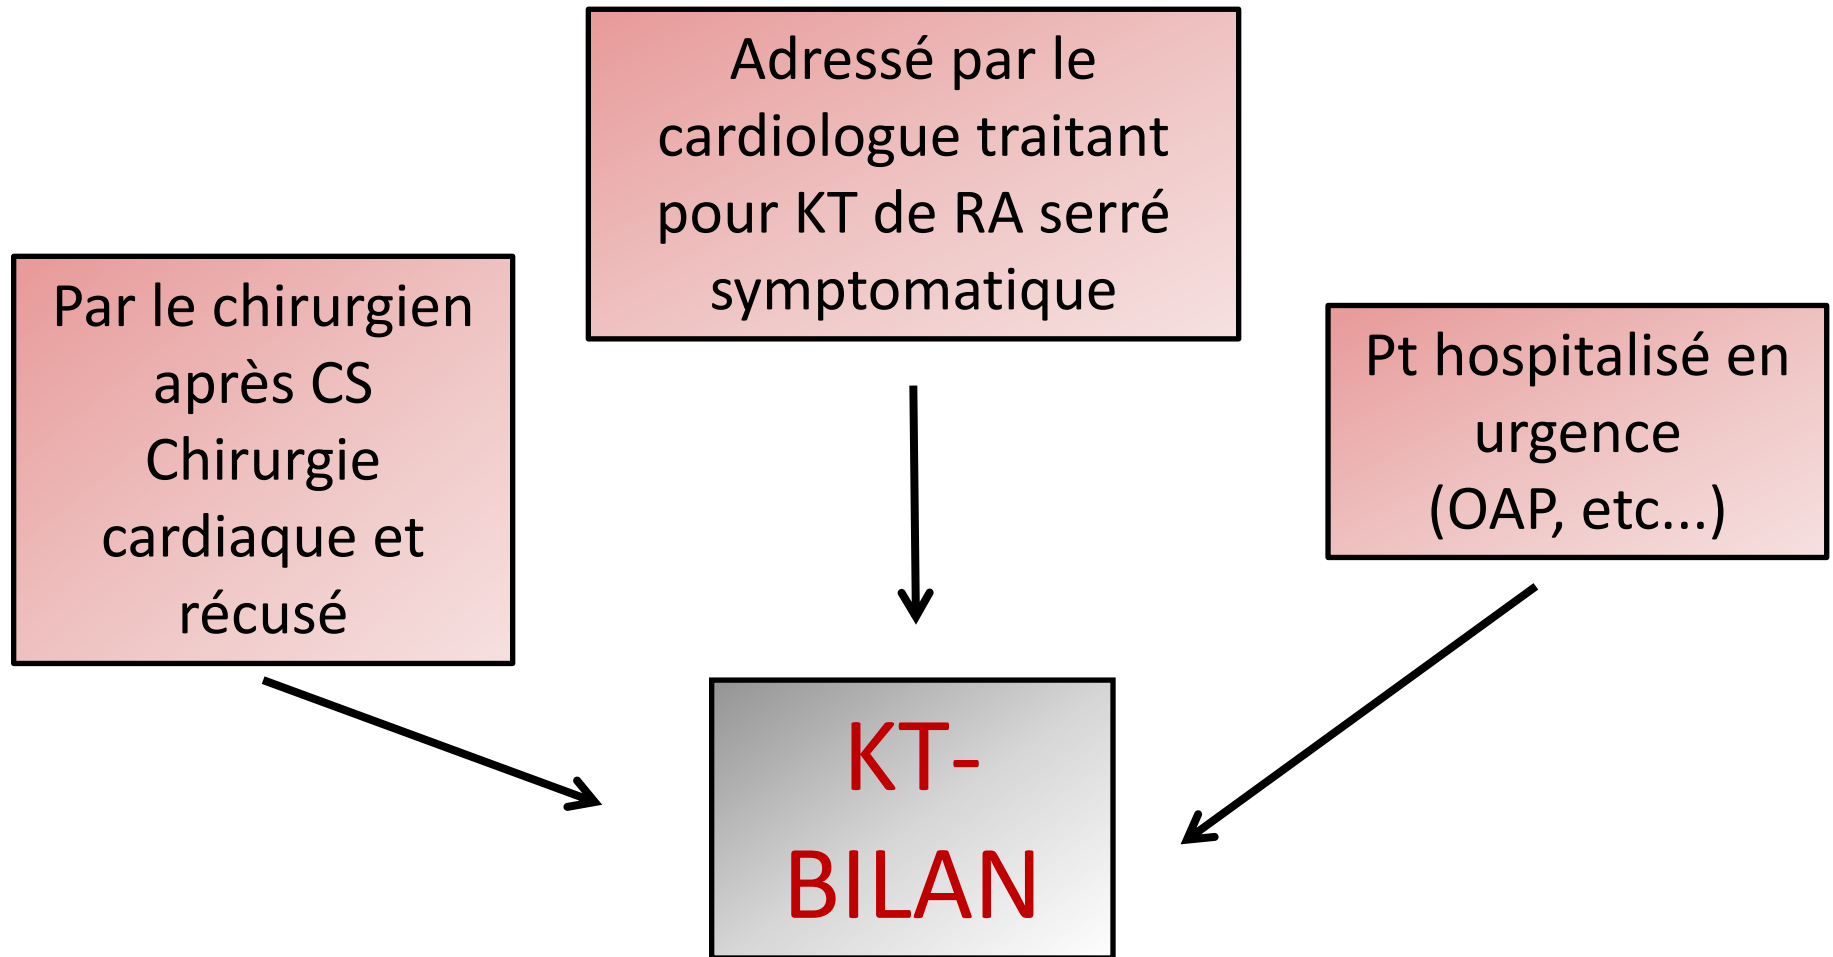 Adressé par le
cardiologue traitant
pour KT de RA serré
symptomatique
Par le chirurgien
après CS
Chirurgie
cardiaque et
récusé
Pt hospitalisé en
urgence
(OAP, etc...)
KT-
BILAN